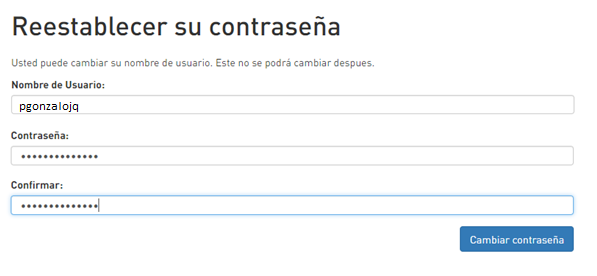 Reestablecer su contraseña
Usted puede cambiar su nombre de usuario. Este no se podrá cambiar despues.
Nombre de Usuario:
pgonzalojq
Contraseña:
••••••••••••••
Confirmar:
••••••••••••••
Cambiar contraseña